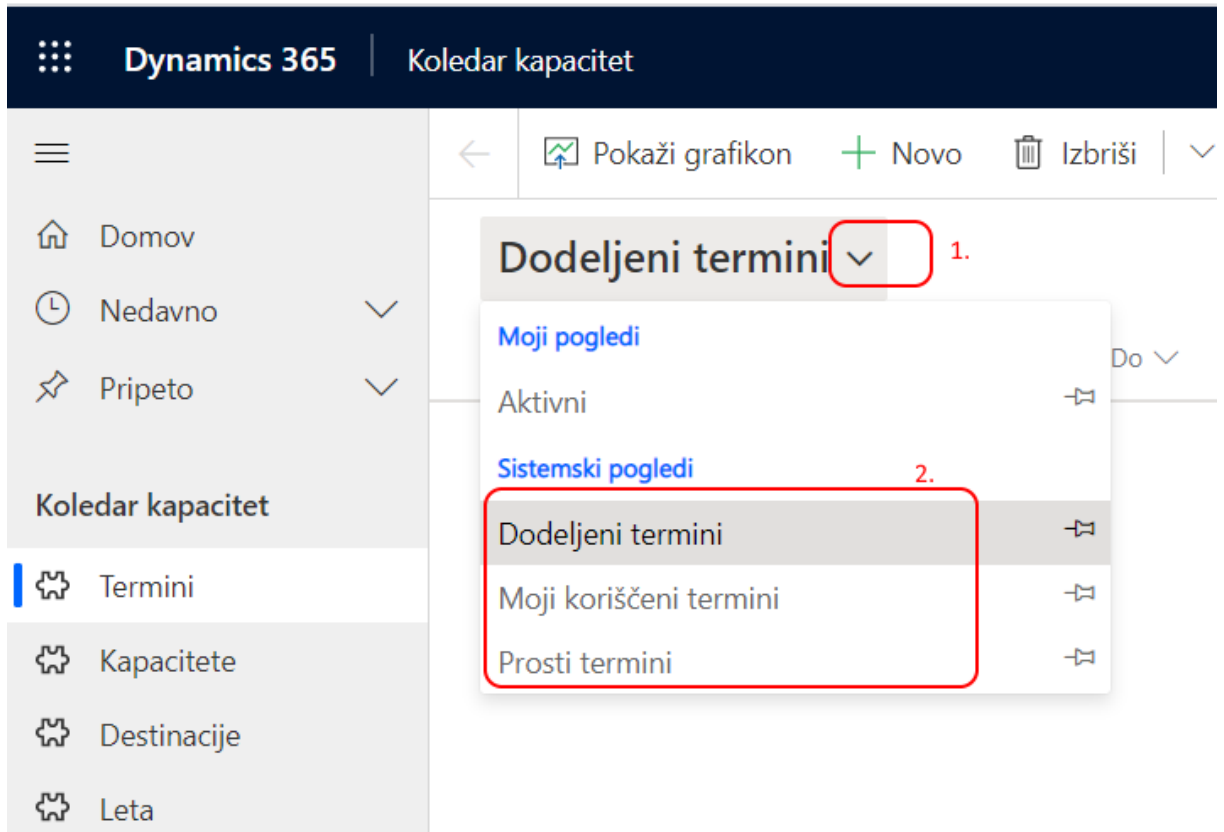 Dynamics 365 Koledar kapacitet
Pokaži grafikon Novo Izbriši
Domov
Nedavno
Pripeto
Koledar kapacitet
Termini
Kapacitete
Destinacije
Leta
Dodeljeni termini 1.
Do
Moji pogledi
Aktivni
Sistemski pogledi
2.
Dodeljeni termini
Moji koriščeni termini
Prosti termini